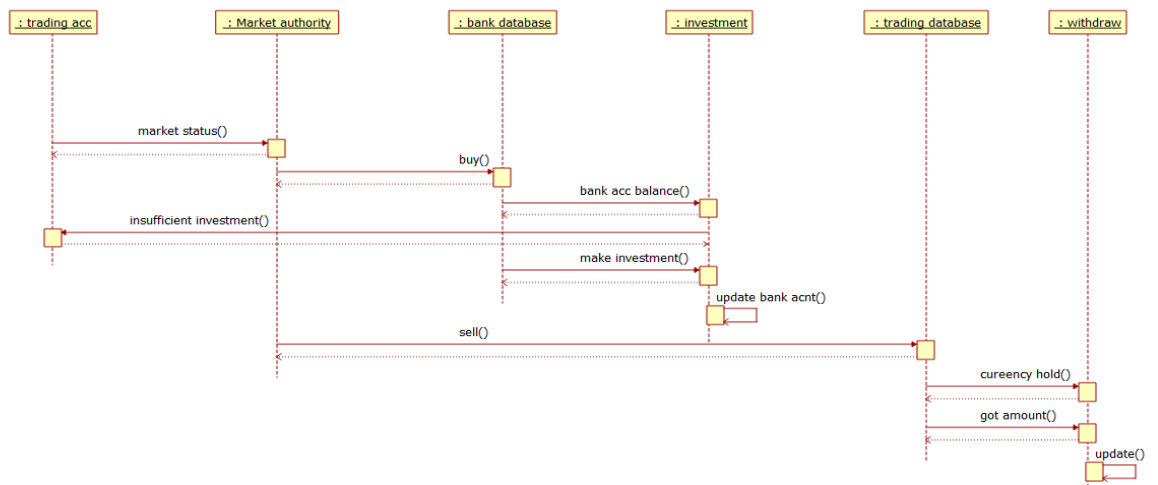 : trading acc
: Market authority
: bank database
: investment
: trading database
: withdraw
market status()
buy()
bank acc balance()
insufficient investment()
make investment()
update bank acnt()
sell()
cureency hold()
got amount()
update()